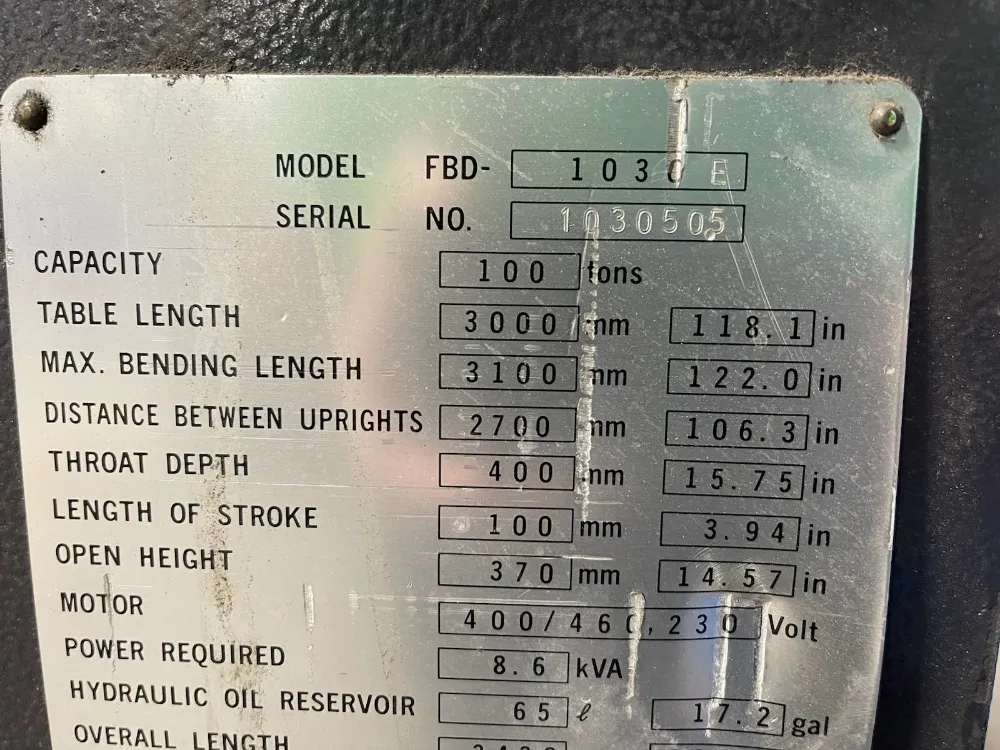 MODEL FBD- 1030 E
SERIAL NO. 1030505
CAPACITY 100 tons
TABLE LENGTH 3000 mm 118.1 in
MAX. BENDING LENGTH 3100 mm 122.0 in
DISTANCE BETWEEN UPRIGHTS 2700 mm 106.3 in
THROAT DEPTH 400 mm 15.75 in
LENGTH OF STROKE 100 mm 3.94 in
OPEN HEIGHT 370 mm 14.57 in
MOTOR 400/460,230 Volt
POWER REQUIRED 8.6 kVA
HYDRAULIC OIL RESERVOIR 65 ℓ 17.2 gal
OVERALL LENGTH